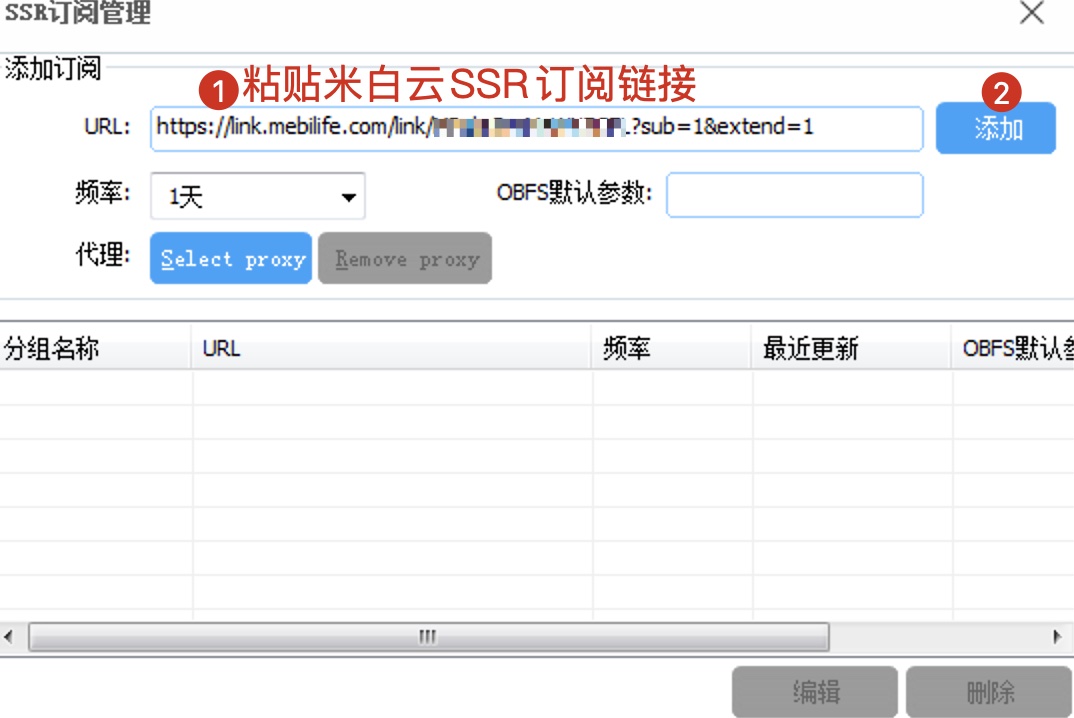 SSR订阅管理
添加订阅
1 粘贴米白云SSR订阅链接
2
URL: https://link.mebilife.com/link/ ?sub=1&extend=1 添加
频率: 1天 OBFS默认参数:
代理: Select proxy Remove proxy
分组名称 URL 频率 最近更新 OBFS默认参
编辑 删除